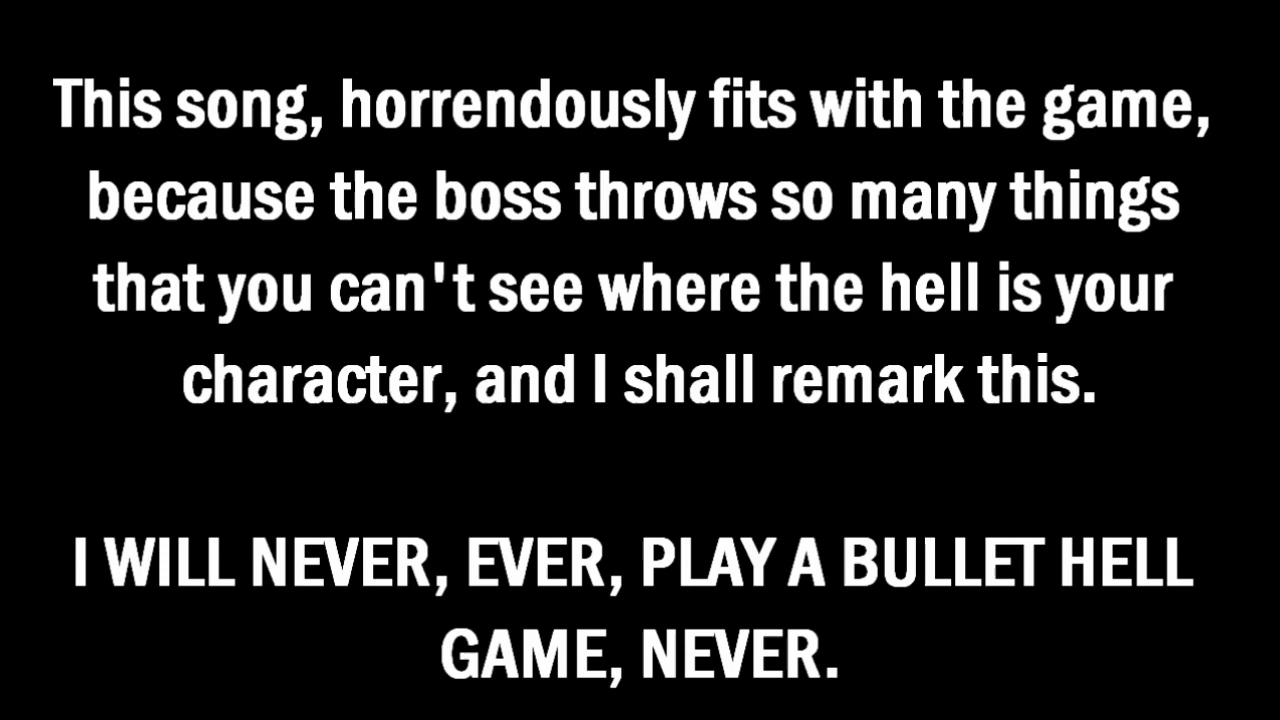 This song, horrendously fits with the game,
because the boss throws so many things
that you can't see where the hell is your
character, and I shall remark this.
I WILL NEVER, EVER, PLAY A BULLET HELL
GAME, NEVER.